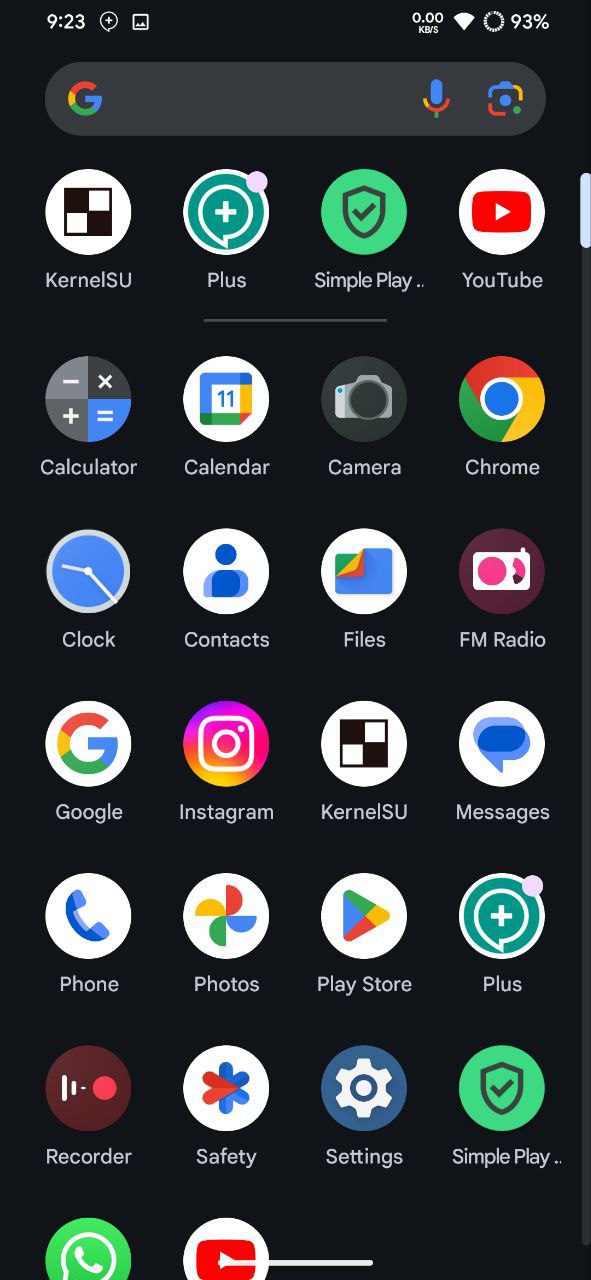 9:23 0.00 KB/S 93%
KernelSU Plus Simple Play .. YouTube
11
Calculator Calendar Camera Chrome
Clock Contacts Files FM Radio
Google Instagram KernelSU Messages
Phone Photos Play Store Plus
Recorder Safety Settings Simple Play ..